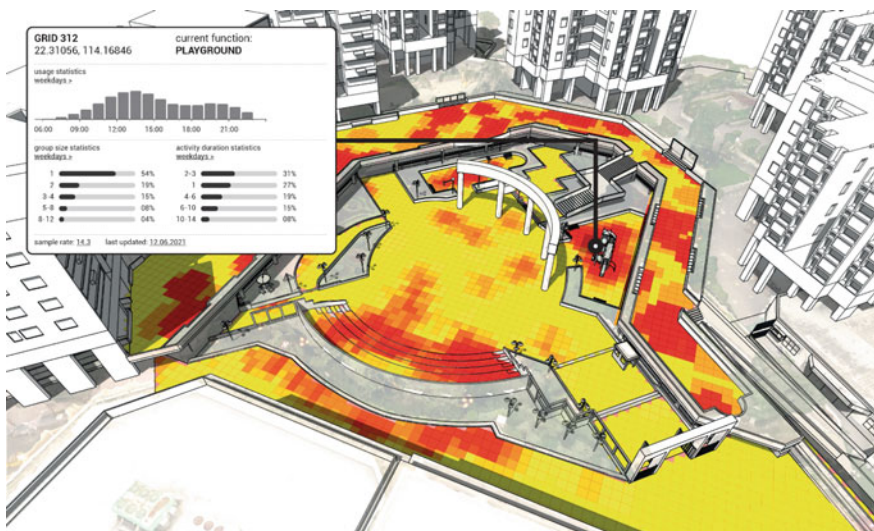 GRID 312
22.31056, 114.16846
current function:
PLAYGROUND
usage statistics
weekdays »
06:00 09:00 12:00 15:00 18:00 21:00
group size statistics
weekdays »
1 54%
2 19%
3-4 15%
5-8 08%
8-12 04%
activity duration statistics
weekdays »
2-3 31%
1 27%
4-6 19%
6-10 15%
10-14 08%
sample rate: 14.3 last updated: 12.06.2021